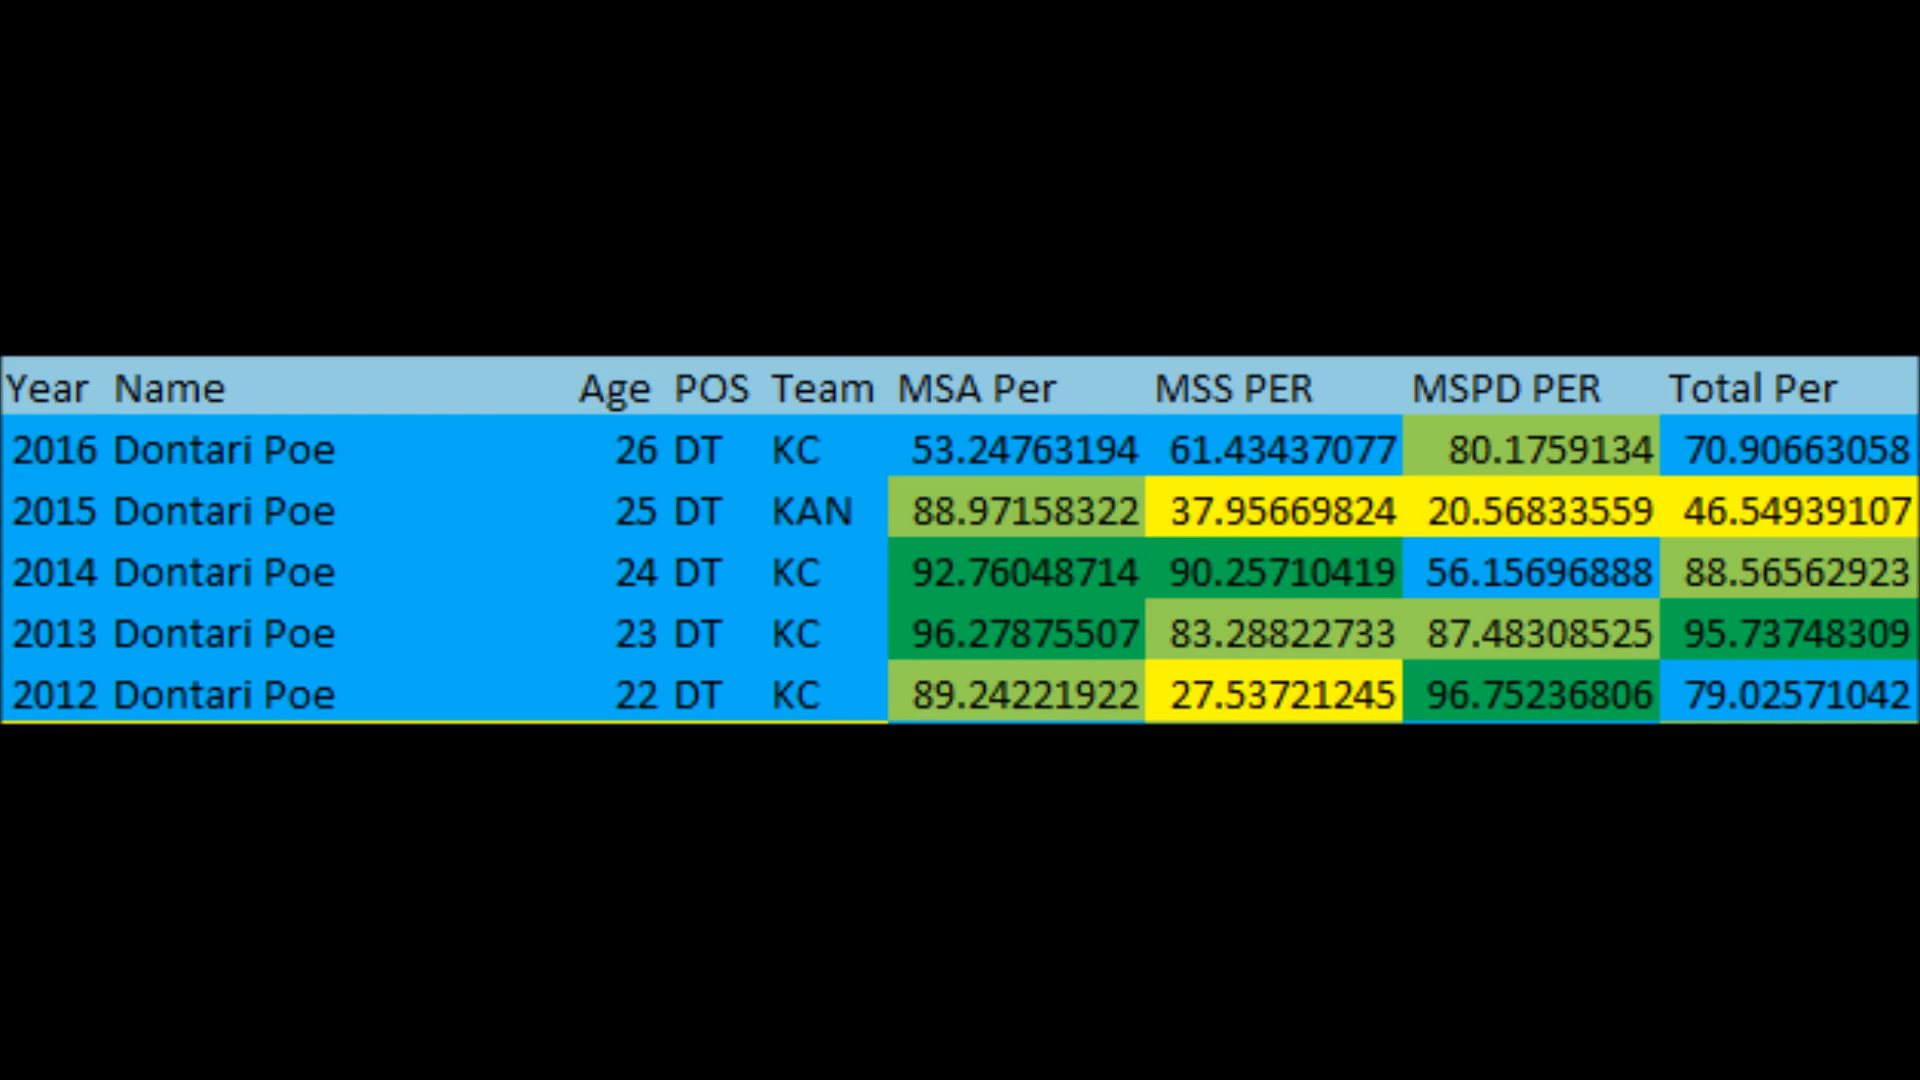 Year Name Age POS Team MSA Per MSS PER MSPD PER Total Per
2016 Dontari Poe 26 DT KC 53.24763194 61.43437077 80.1759134 70.90663058
2015 Dontari Poe 25 DT KAN 88.97158322 37.95669824 20.56833559 46.54939107
2014 Dontari Poe 24 DT KC 92.76048714 90.25710419 56.15696888 88.56562923
2013 Dontari Poe 23 DT KC 96.27875507 83.28822733 87.48308525 95.73748309
2012 Dontari Poe 22 DT KC 89.24221922 27.53721245 96.75236806 79.02571042